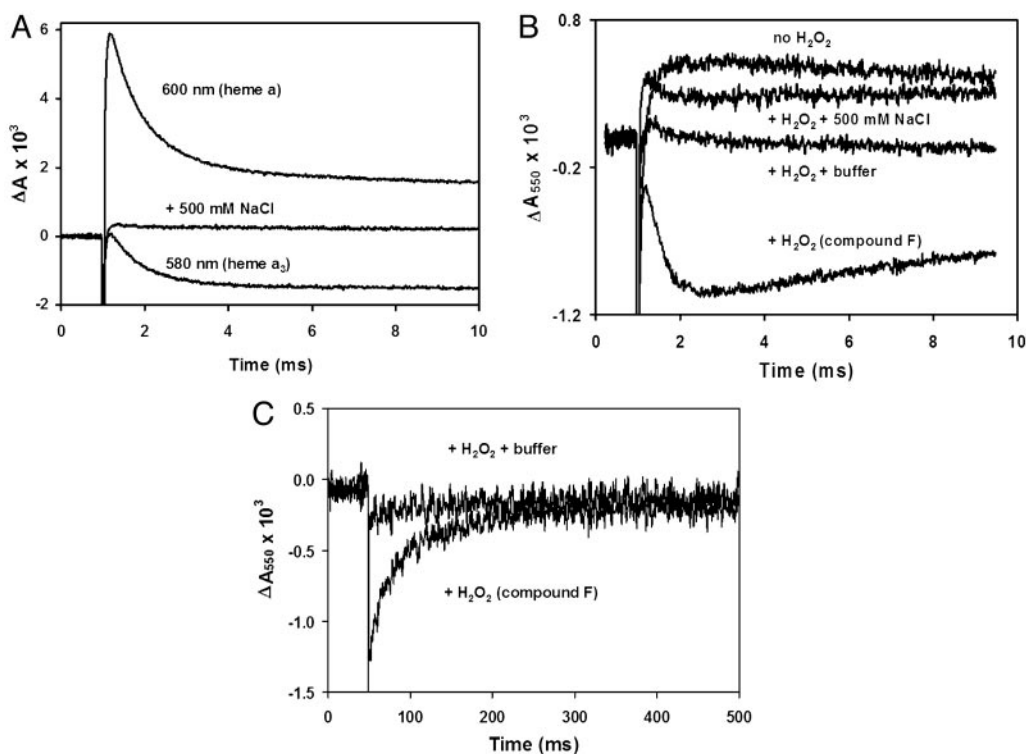 A
6
4
2
0
-2
ΔA x 10³
600 nm (heme a)
+ 500 mM NaCl
580 nm (heme a₃)
0 2 4 6 8 10
Time (ms)
B
0.8
-0.2
-1.2
Δ A₅₅₀ x 10³
no H₂O₂
+ H₂O₂ + 500 mM NaCl
+ H₂O₂ + buffer
+ H₂O₂ (compound F)
0 2 4 6 8 10
Time (ms)
C
0.5
0.0
-0.5
-1.0
-1.5
ΔA₅₅₀ x 10³
+ H₂O₂ + buffer
+ H₂O₂ (compound F)
0 100 200 300 400 500
Time (ms)